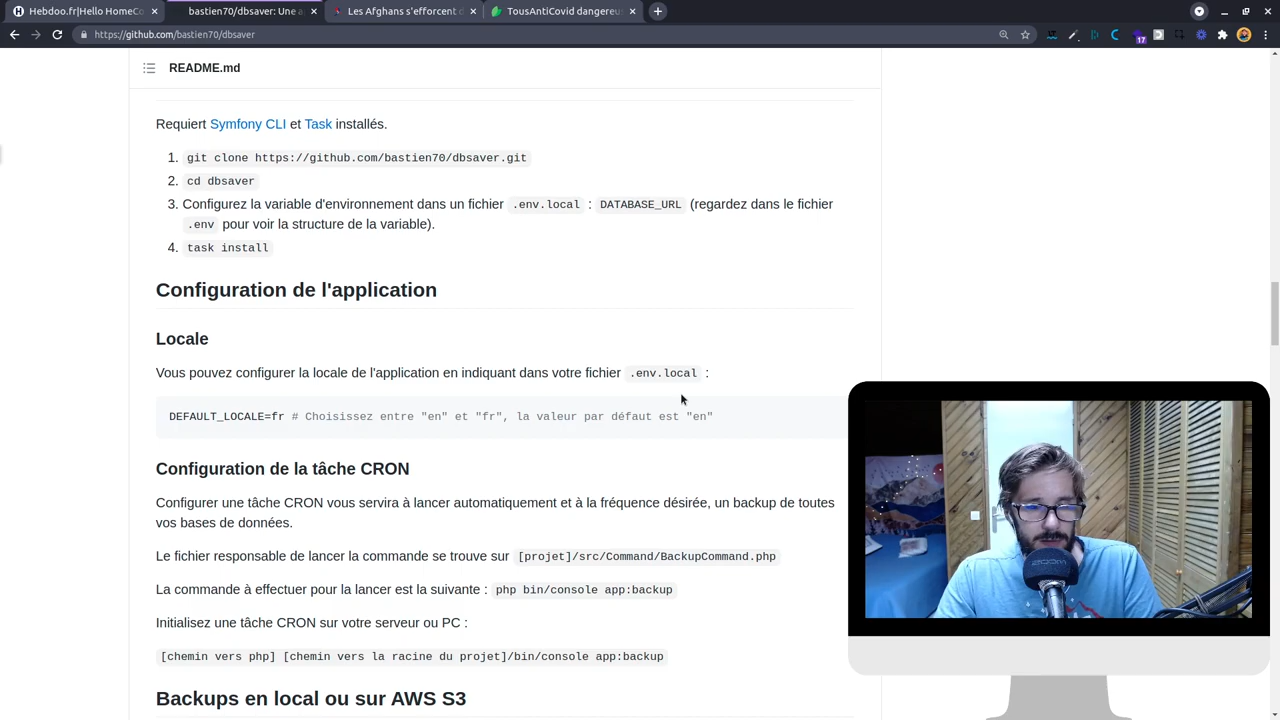 Hebdoo.fr|Hello HomeCo
bastien70/dbsaver: Une a
Les Afghans s'efforcent d
TousAntiCovid dangereu
https://github.com/bastien70/dbsaver
17
README.md
Requiert Symfony CLI et Task installés.
1. git clone https://github.com/bastien70/dbsaver.git
2. cd dbsaver
3. Configurez la variable d'environnement dans un fichier .env.local : DATABASE_URL (regardez dans le fichier
.env pour voir la structure de la variable).
4. task install
Configuration de l'application
Locale
Vous pouvez configurer la locale de l'application en indiquant dans votre fichier .env.local :
DEFAULT_LOCALE=fr # Choisissez entre "en" et "fr", la valeur par défaut est "en"
Configuration de la tâche CRON
Configurer une tâche CRON vous servira à lancer automatiquement et à la fréquence désirée, un backup de toutes
vos bases de données.
Le fichier responsable de lancer la commande se trouve sur [projet]/src/Command/BackupCommand.php
La commande à effectuer pour la lancer est la suivante : php bin/console app:backup
Initialisez une tâche CRON sur votre serveur ou PC :
[chemin vers php] [chemin vers la racine du projet]/bin/console app:backup
Backups en local ou sur AWS S3
zoom